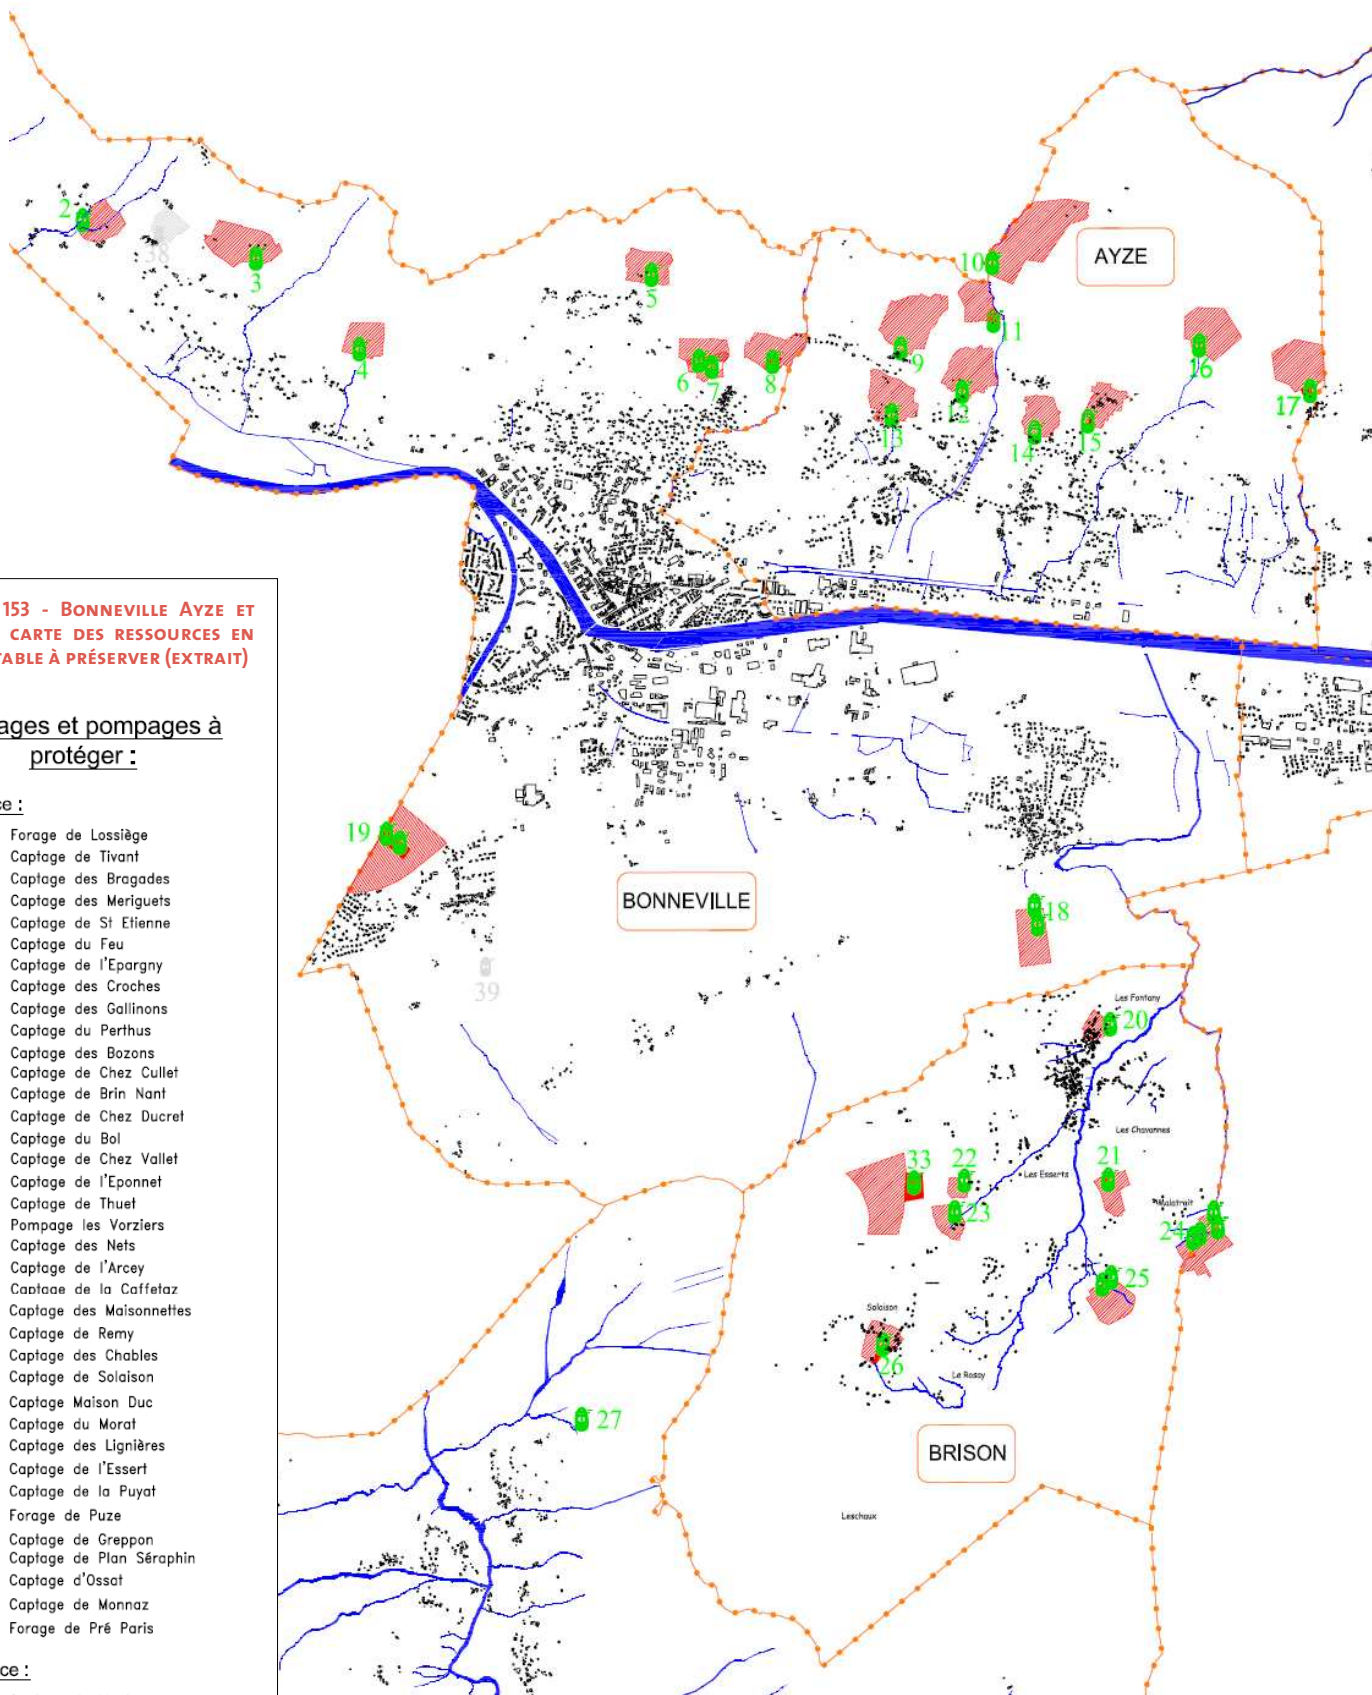 2
38
3
4
5
6
7
8
9
10
11
12
13
14
15
16
17
AYZE
153 - BONNEVILLE AYZE ET
CARTE DES RESSOURCES EN
TABLE À PRÉSERVER (EXTRAIT)
ages et pompages à
protéger :
ce :
Forage de Lossiège
Captage de Tivant
Captage des Bragades
Captage des Meriguets
Captage de St Etienne
Captage du Feu
Captage de l'Epargny
Captage des Croches
Captage des Gallinons
Captage du Perthus
Captage des Bozons
Captage de Chez Cullet
Captage de Brin Nant
Captage de Chez Ducret
Captage du Bol
Captage de Chez Vallet
Captage de l'Eponnet
Captage de Thuet
Pompage les Vorziers
Captage des Nets
Captage de l'Arcey
Captage de la Caffetaz
Captage des Maisonnettes
Captage de Remy
Captage des Chables
Captage de Solaison
Captage Maison Duc
Captage du Morat
Captage des Lignières
Captage de l'Essert
Captage de la Puyat
Forage de Puze
Captage de Greppon
Captage de Plan Séraphin
Captage d'Ossat
Captage de Monnaz
Forage de Pré Paris
ce :
19
BONNEVILLE
18
39
Les Fontany
20
Les Chavannes
33
22
Les Esserts
21
23
Malatrait
24
25
Solaison
26
Le Rosay
27
BRISON
Leschaux